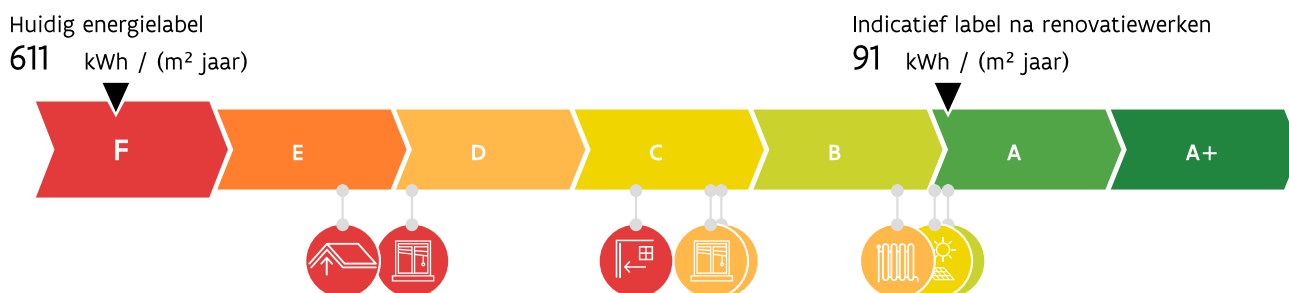 Huidig energielabel
611 kWh / (m² jaar)
Indicatief label na renovatiewerken
91 kWh / (m² jaar)
F E D C B A A+